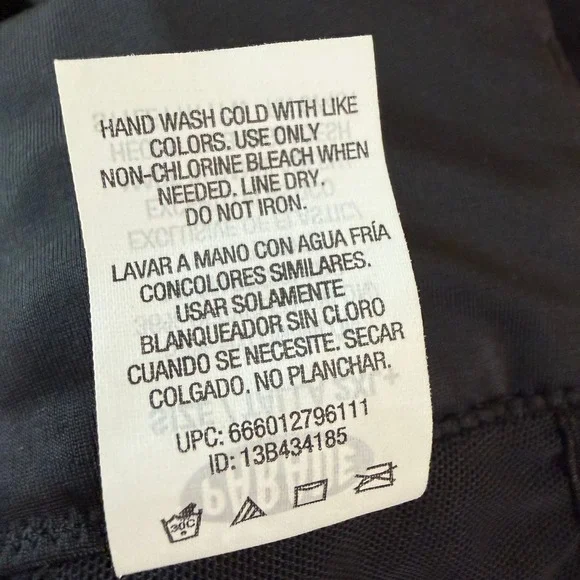 HAND WASH COLD WITH LIKE
COLORS. USE ONLY
NON-CHLORINE BLEACH WHEN
NEEDED. LINE DRY.
DO NOT IRON.
LAVAR A MANO CON AGUA FRÍA
CONCOLORES SIMILARES.
USAR SOLAMENTE
BLANQUEADOR SIN CLORO
CUANDO SE NECESITE. SECAR
COLGADO. NO PLANCHAR.
UPC: 666012796111
ID: 13B434185
30C